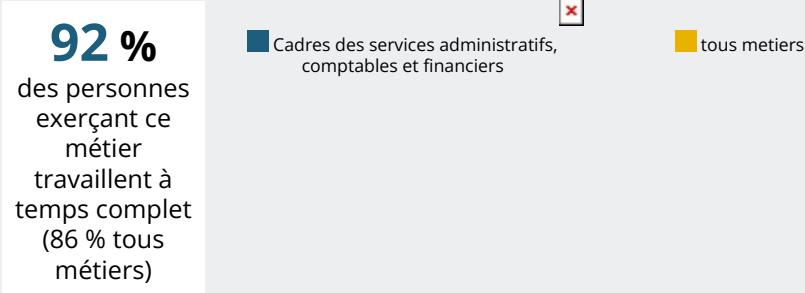 92 %
des personnes
exerçant ce
métier
travaillent à
temps complet
(86 % tous
métiers)
Cadres des services administratifs,
comptables et financiers
tous metiers